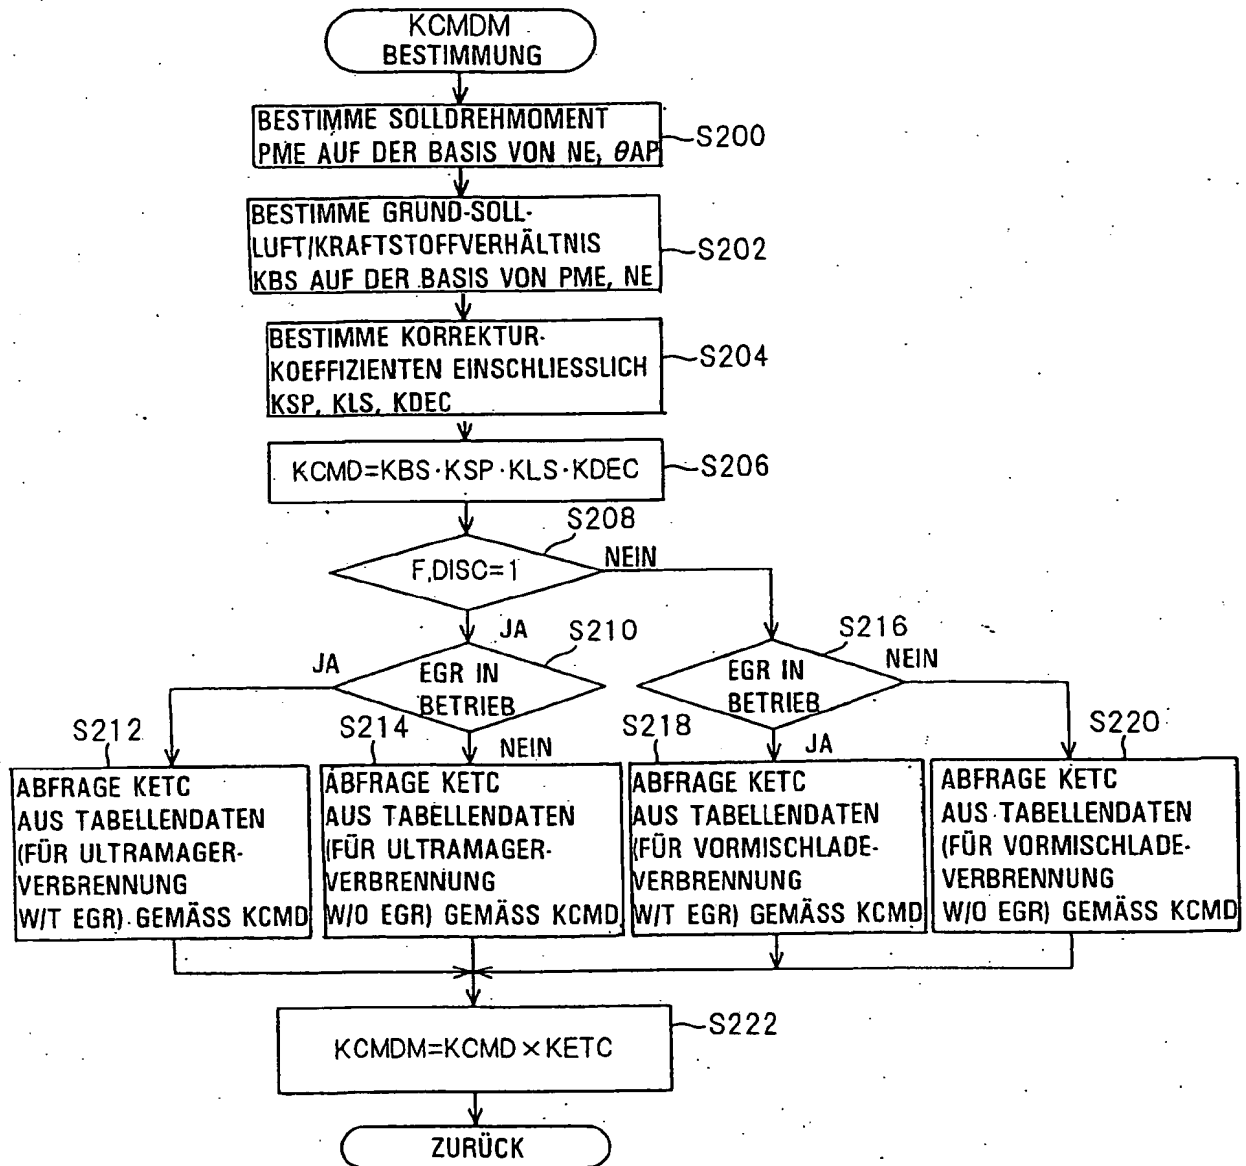 KCMDM
BESTIMMUNG
BESTIMME SOLLDREHMOMENT
PME AUF DER BASIS VON NE, θAP
S200
BESTIMME GRUND-SOLL-
LUFT/KRAFTSTOFFVERHÄLTNIS
KBS AUF DER BASIS VON PME, NE
S202
BESTIMME KORREKTUR-
KOEFFIZIENTEN EINSCHLIESSLICH
KSP, KLS, KDEC
S204
KCMD=KBS·KSP·KLS·KDEC
S206
S208
F,DISC=1
NEIN
JA
S210
JA
EGR IN
BETRIEB
NEIN
S216
EGR IN
BETRIEB
NEIN
JA
S212
ABFRAGE KETC
AUS TABELLENDATEN
(FÜR ULTRAMAGER-
VERBRENNUNG
W/T EGR) GEMÄSS KCMD
S214
ABFRAGE KETC
AUS TABELLENDATEN
(FÜR ULTRAMAGER-
VERBRENNUNG
W/O EGR) GEMÄSS KCMD
S218
ABFRAGE KETC
AUS TABELLENDATEN
(FÜR VORMISCHLADE-
VERBRENNUNG
W/T EGR) GEMÄSS KCMD
S220
ABFRAGE KETC
AUS TABELLENDATEN
(FÜR VORMISCHLADE-
VERBRENNUNG
W/O EGR) GEMÄSS KCMD
KCMDM=KCMD×KETC
S222
ZURÜCK